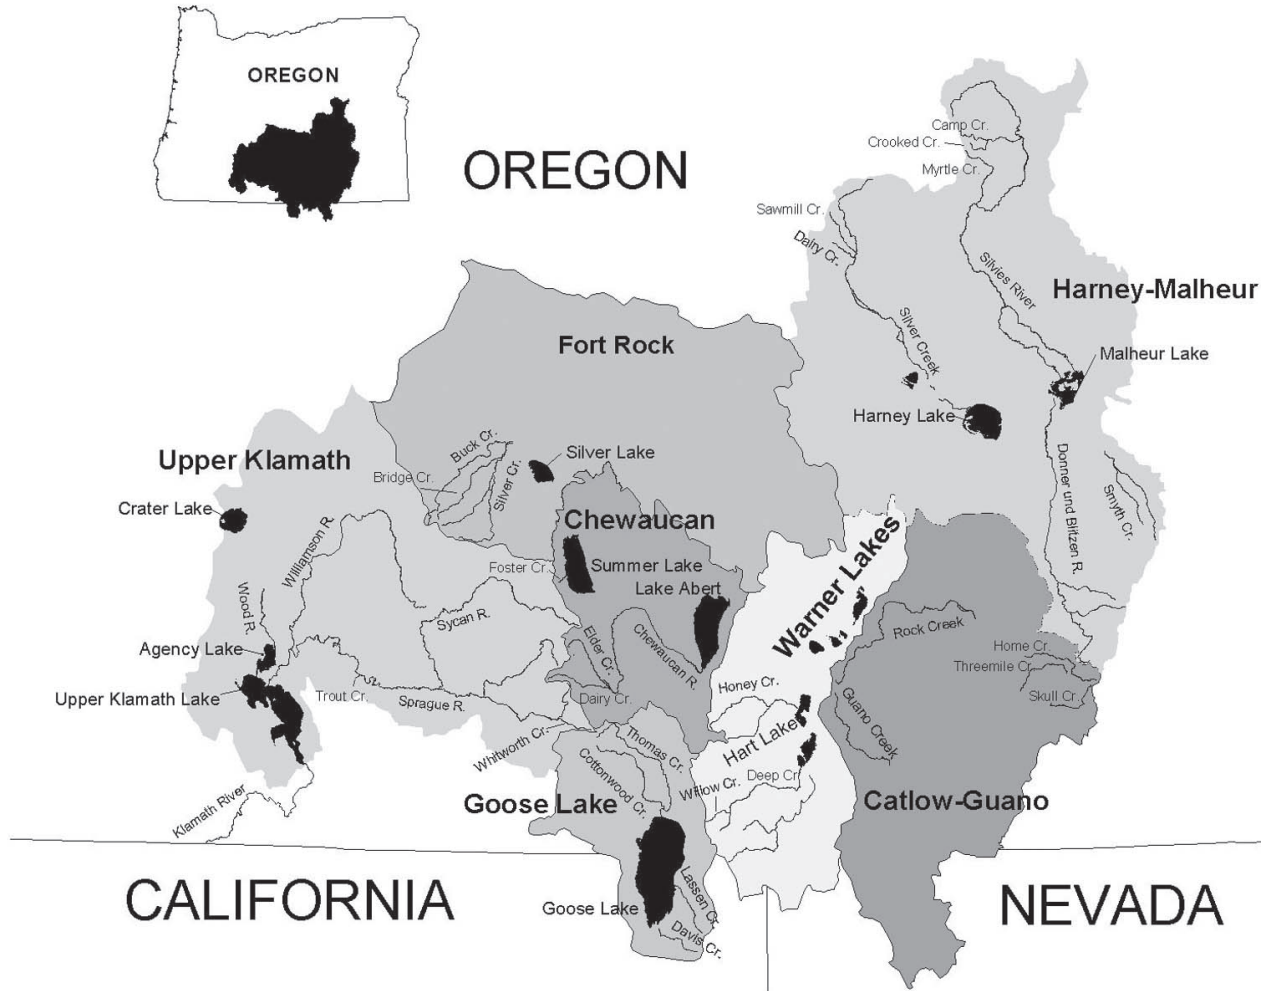 OREGON
OREGON
Camp Cr.
Crooked Cr.
Myrtle Cr.
Sawmill Cr.
Dairy Cr.
Silvies River
Harney-Malheur
Silver Creek
Fort Rock
Malheur Lake
Harney Lake
Buck Cr.
Silver Lake
Upper Klamath
Bridge Cr.
Silver Cr.
Donner und Blitzen R.
Smyth Cr.
Crater Lake
Chewaucan
Williamson R.
Warner Lakes
Foster Cr.
Summer Lake
Lake Abert
Wood R.
Sycan R.
Rock Creek
Elder Cr.
Chewaucan R.
Agency Lake
Home Cr.
Threemile Cr.
Upper Klamath Lake
Trout Cr.
Sprague R.
Dairy Cr.
Honey Cr.
Skull Cr.
Guano Creek
Whitworth Cr.
Thomas Cr.
Hart Lake
Cottonwood Cr.
Willow Cr.
Deep Cr.
Klamath River
Goose Lake
Catlow-Guano
CALIFORNIA
Goose Lake
Lassen Cr.
Davis Cr.
NEVADA